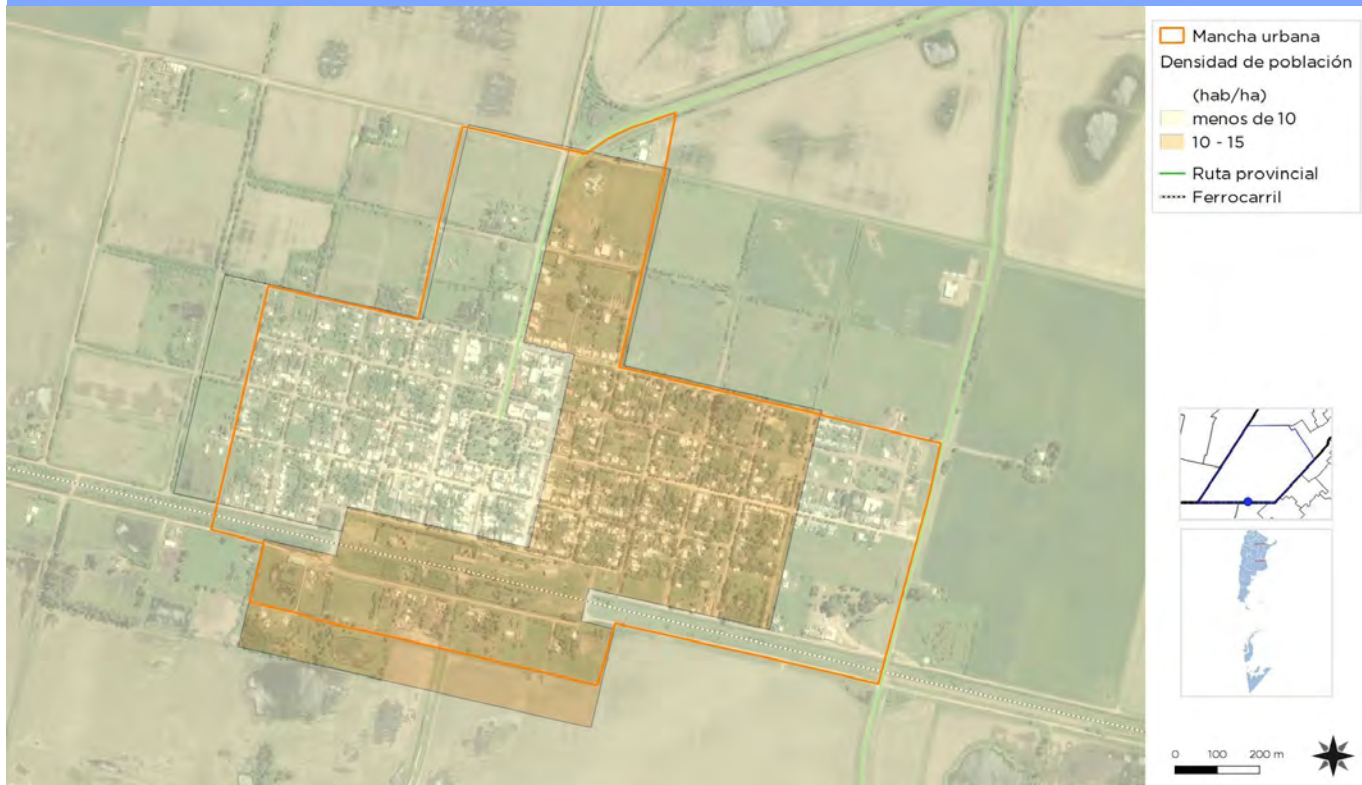 Mancha urbana
Densidad de población
(hab/ha)
menos de 10
10 - 15
Ruta provincial
Ferrocarril
0 100 200 m